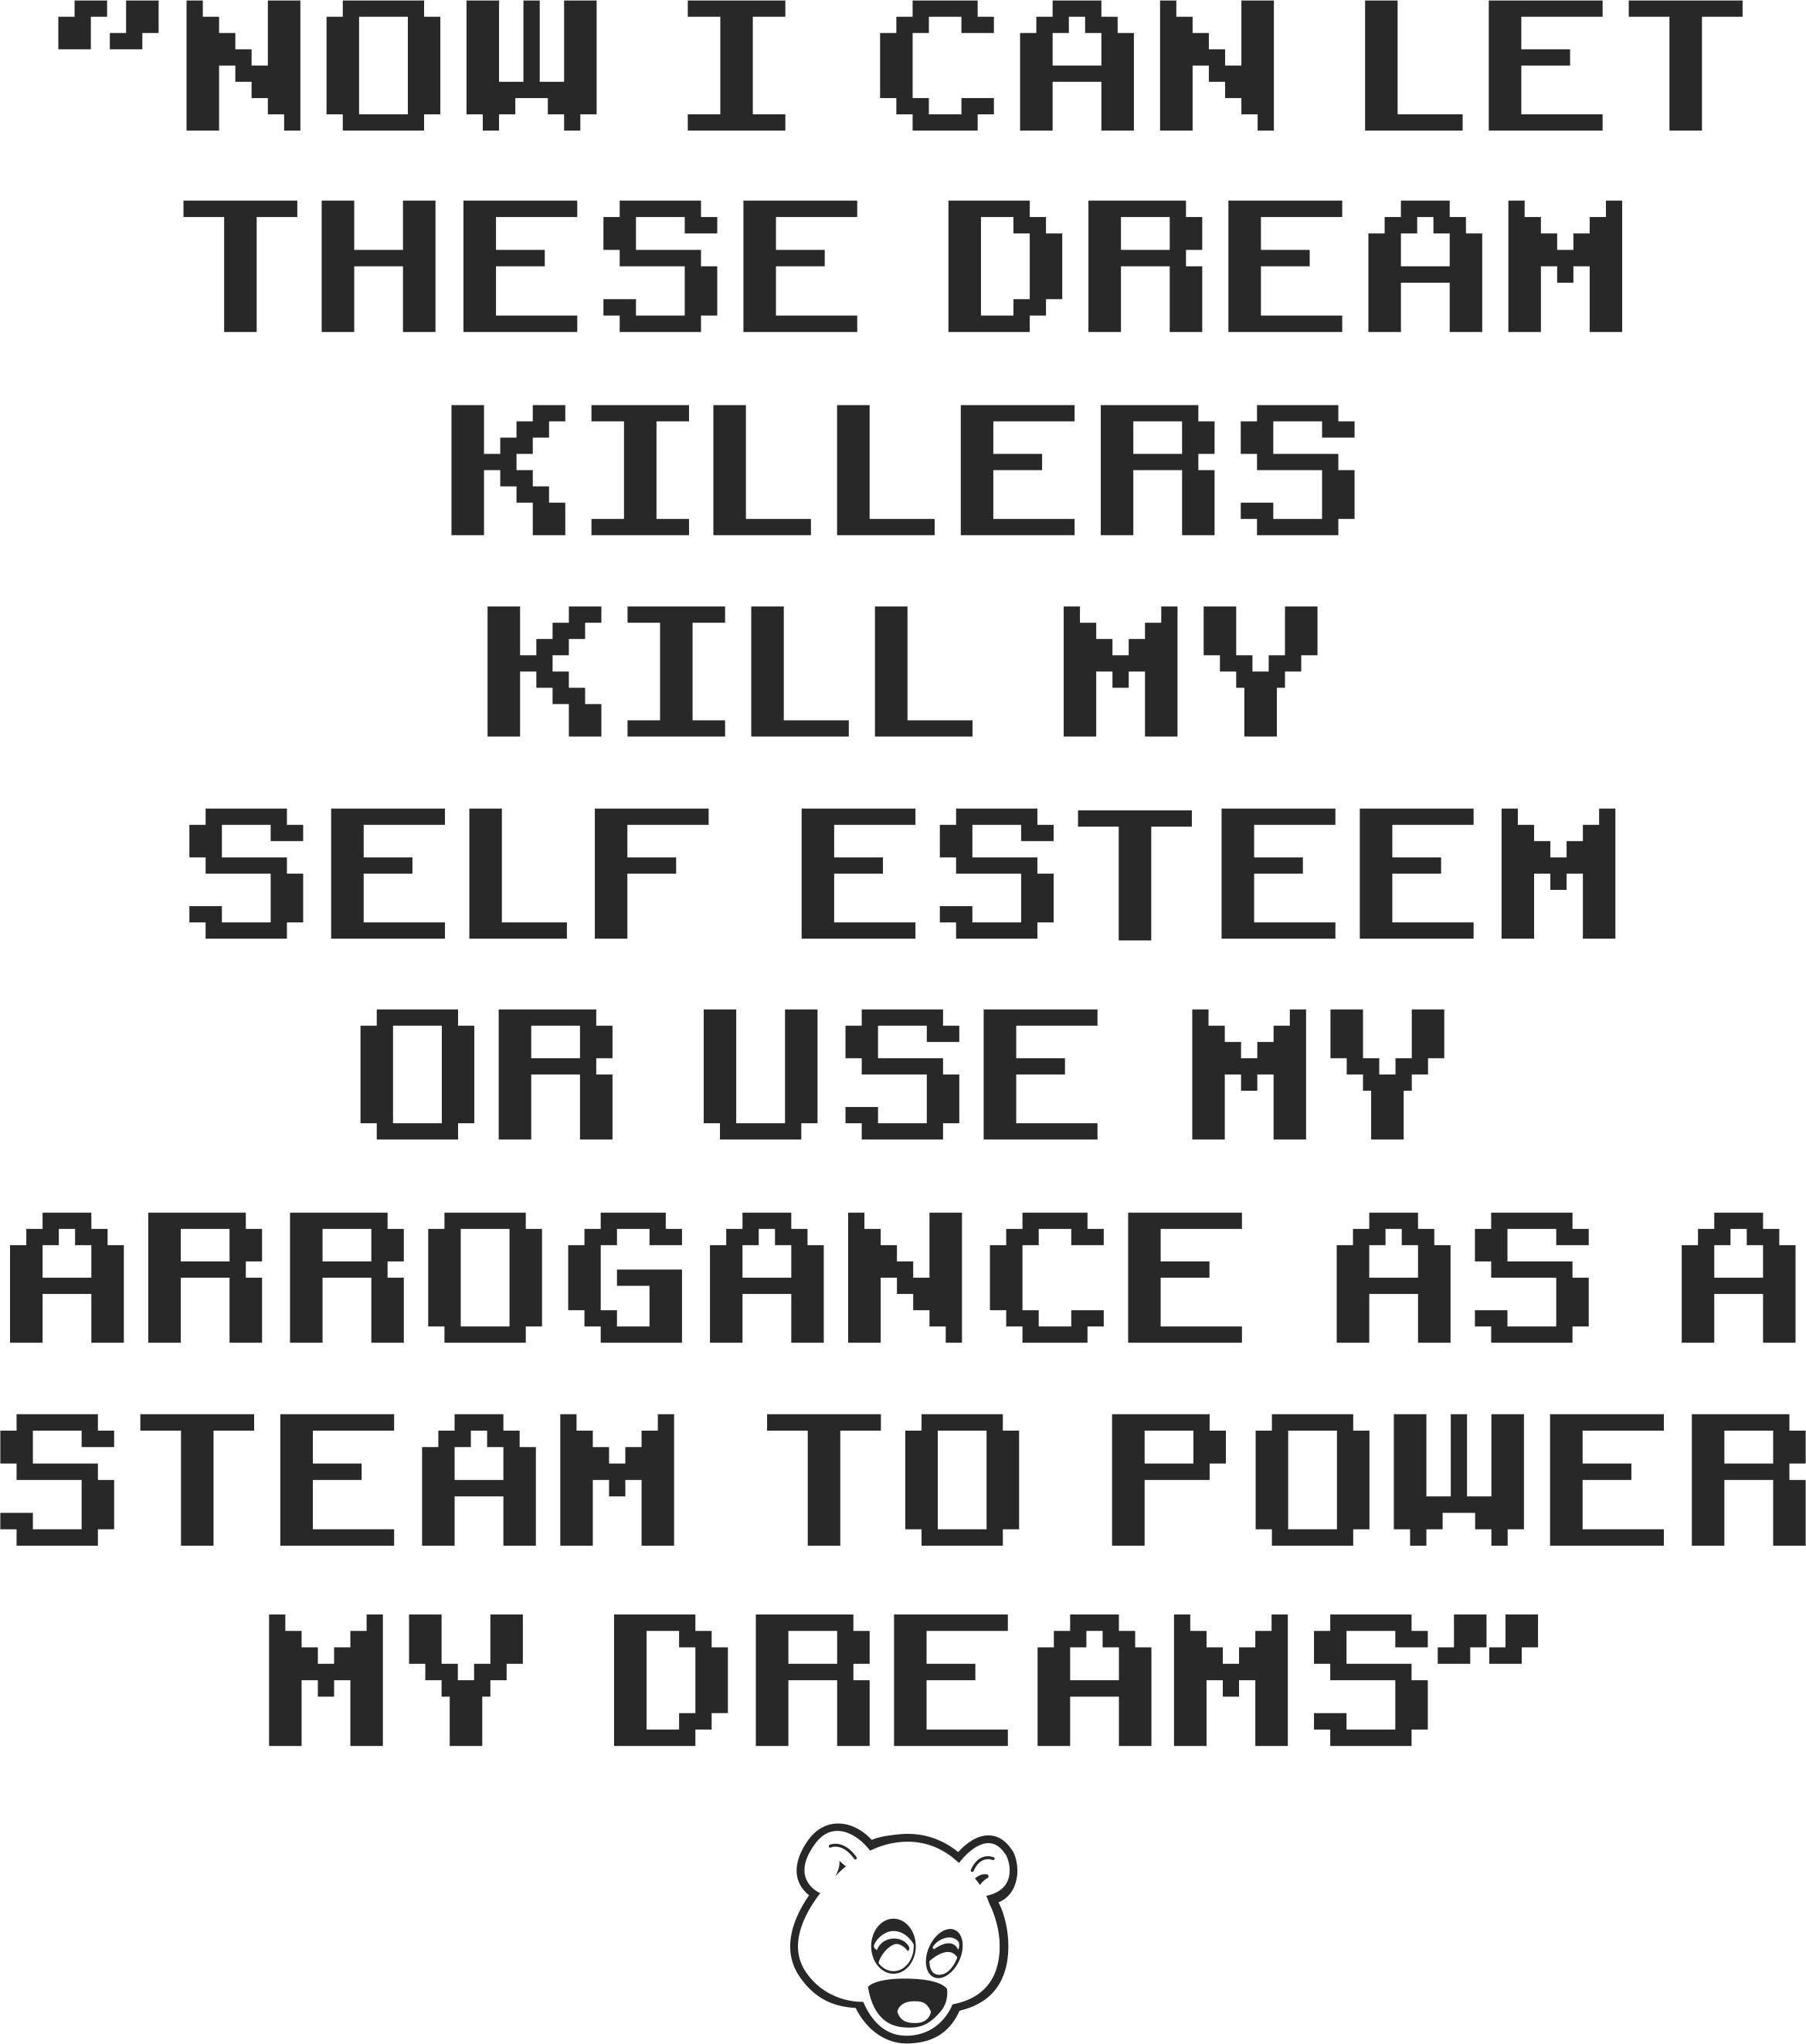 "NOW I CAN LET
THESE DREAM
KILLERS
KILL MY
SELF ESTEEM
OR USE MY
ARROGANCE AS A
STEAM TO POWER
MY DREAMS"